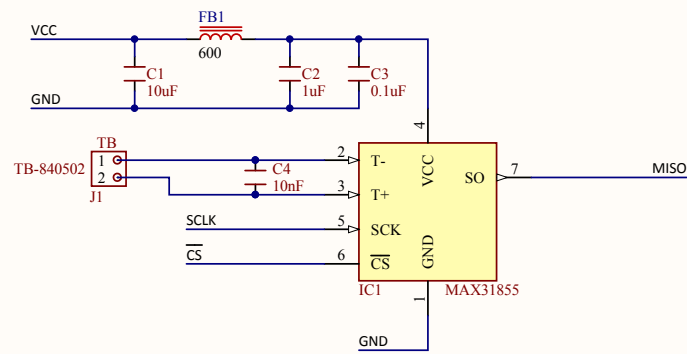 FB1
VCC
600
C1
10uF
C2
1uF
C3
0.1uF
GND
4
TB
TB-840502
1
2
J1
C4
10nF
2
T-
VCC
7
MISO
SO
3
T+
SCLK
5
SCK
CS
6
CS
GND
IC1
1
MAX31855
GND